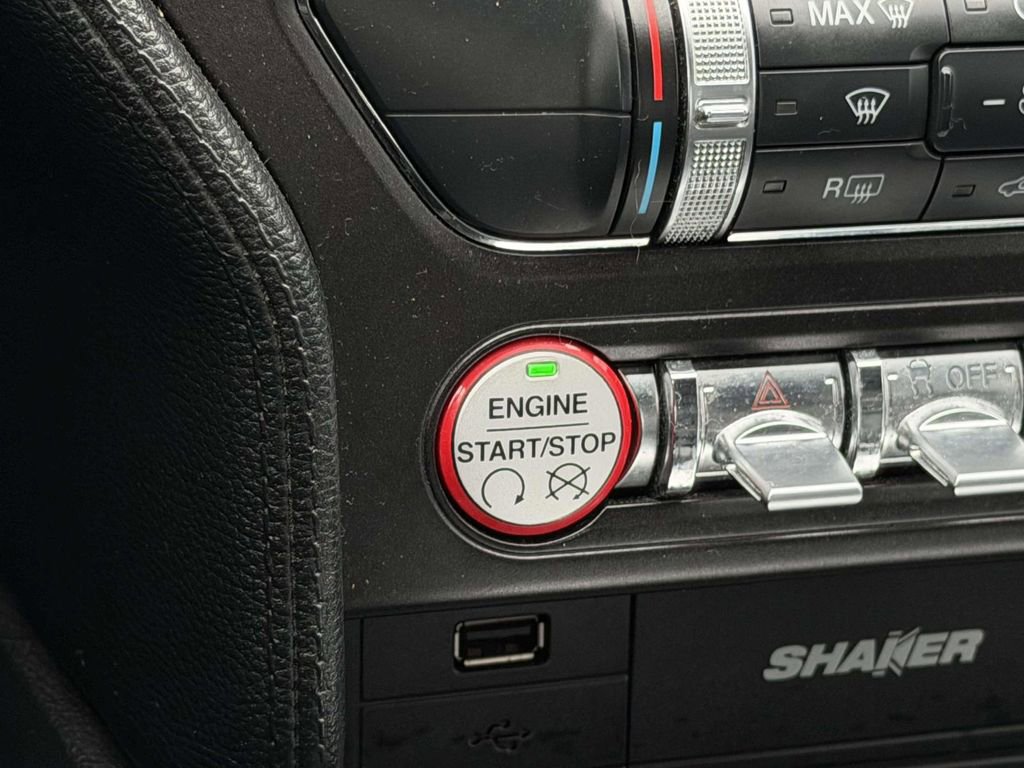 MAX
R
ENGINE
START/STOP
OFF
SHAKER